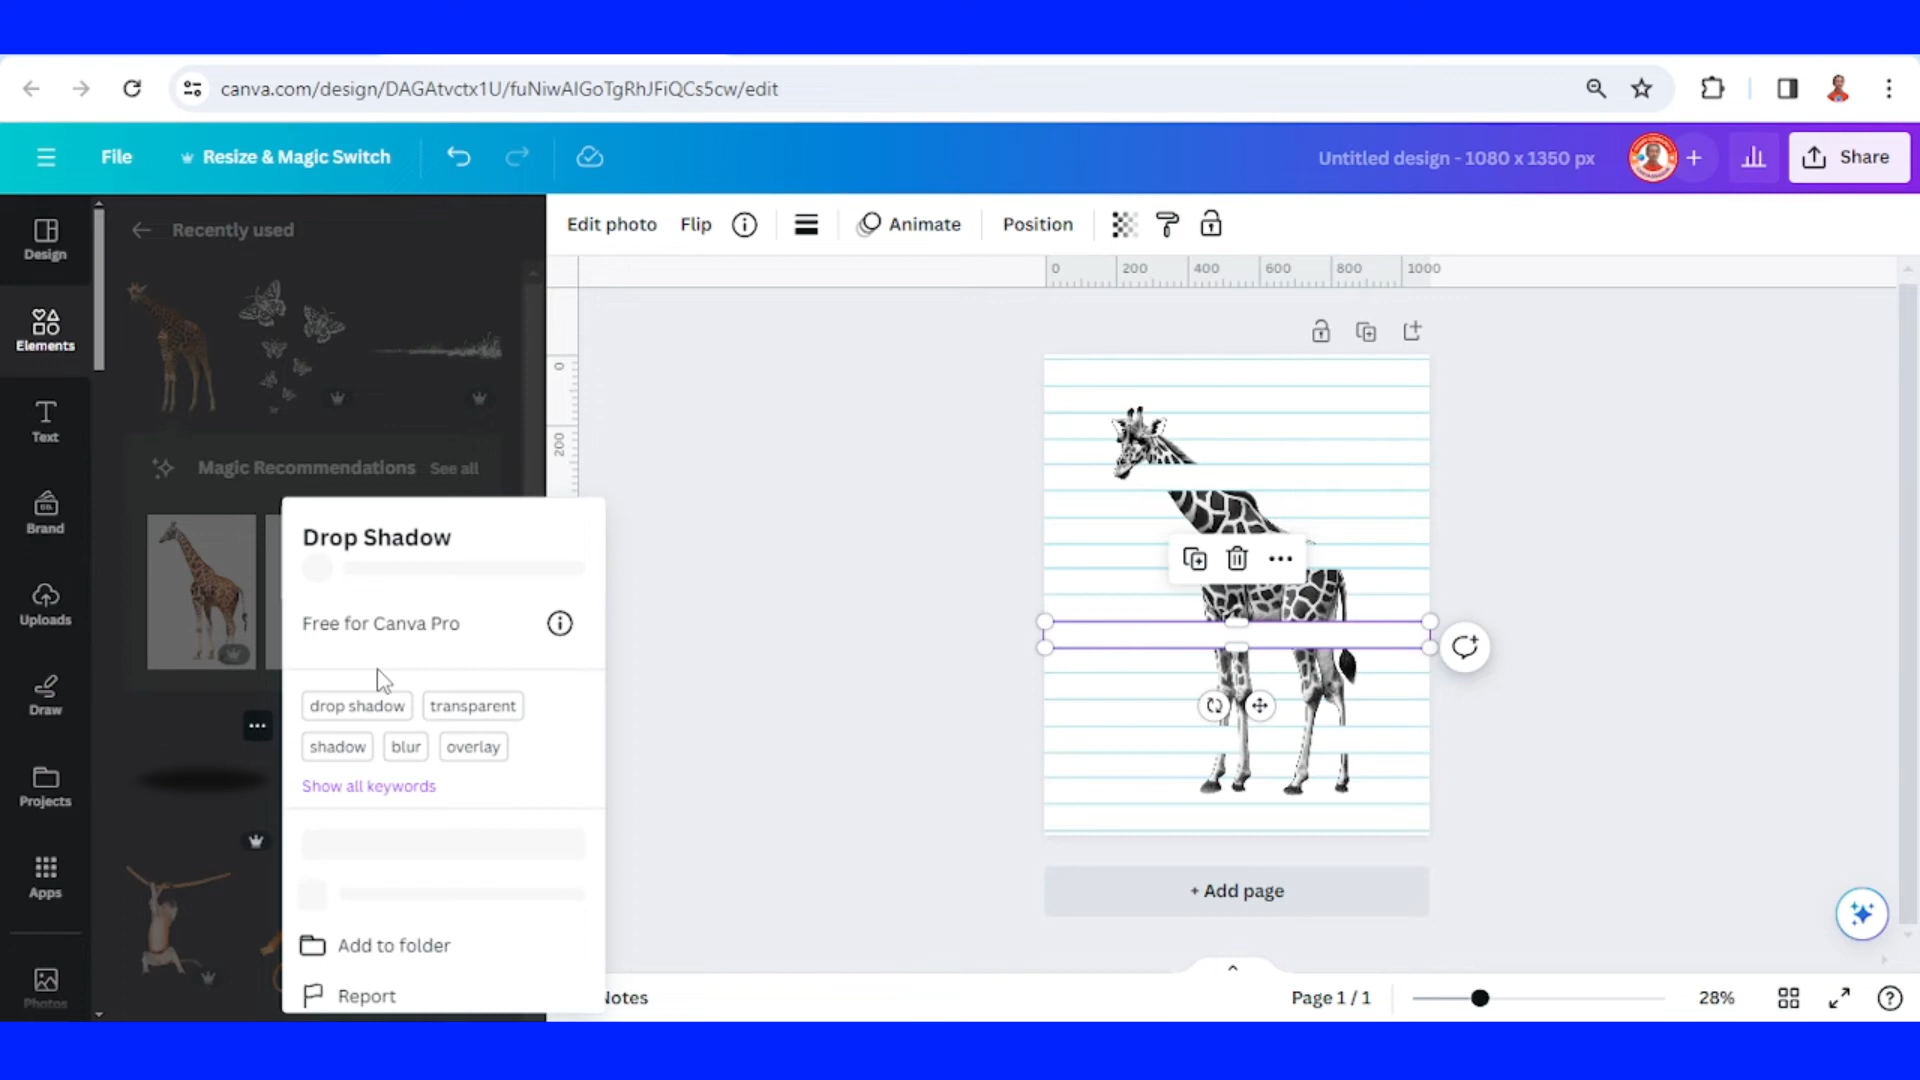 canva.com/design/DAGAtvctx1U/fuNiwAIGoTgRhJFiQCs5cw/edit
File
Resize & Magic Switch
Untitled design - 1080 x 1350 px
Share
Design
Elements
Text
Brand
Uploads
Draw
Projects
Apps
Photos
Recently used
Magic Recommendations
See all
Drop Shadow
Free for Canva Pro
drop shadow
transparent
shadow
blur
overlay
Show all keywords
Add to folder
Report
Edit photo
Flip
Animate
Position
0 200 400 600 800 1000
0
200
+ Add page
Notes
Page 1 / 1
28%